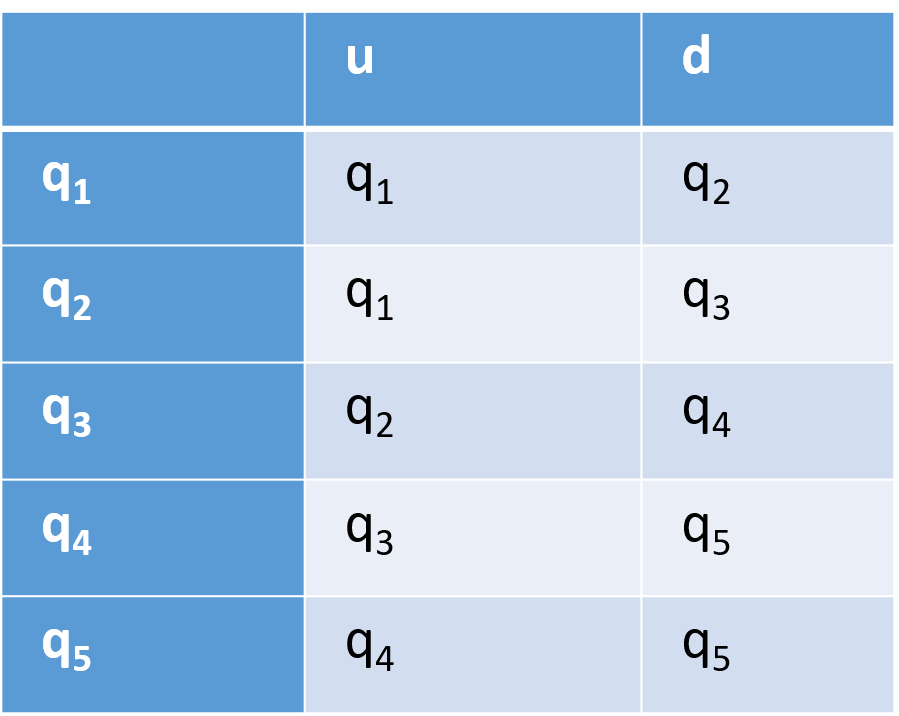 u d
q₁ q₁ q₂
q₂ q₁ q₃
q₃ q₂ q₄
q₄ q₃ q₅
q₅ q₄ q₅